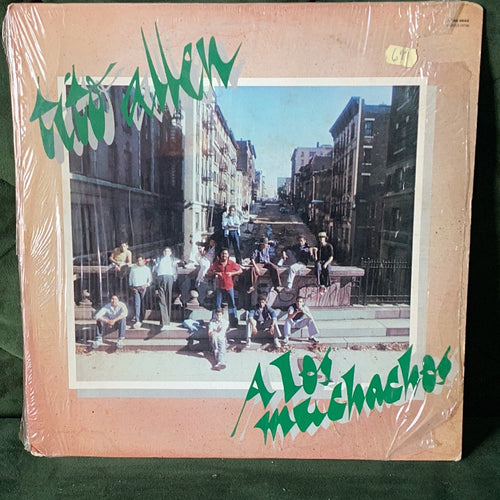 tito allen
A Los
muchachos